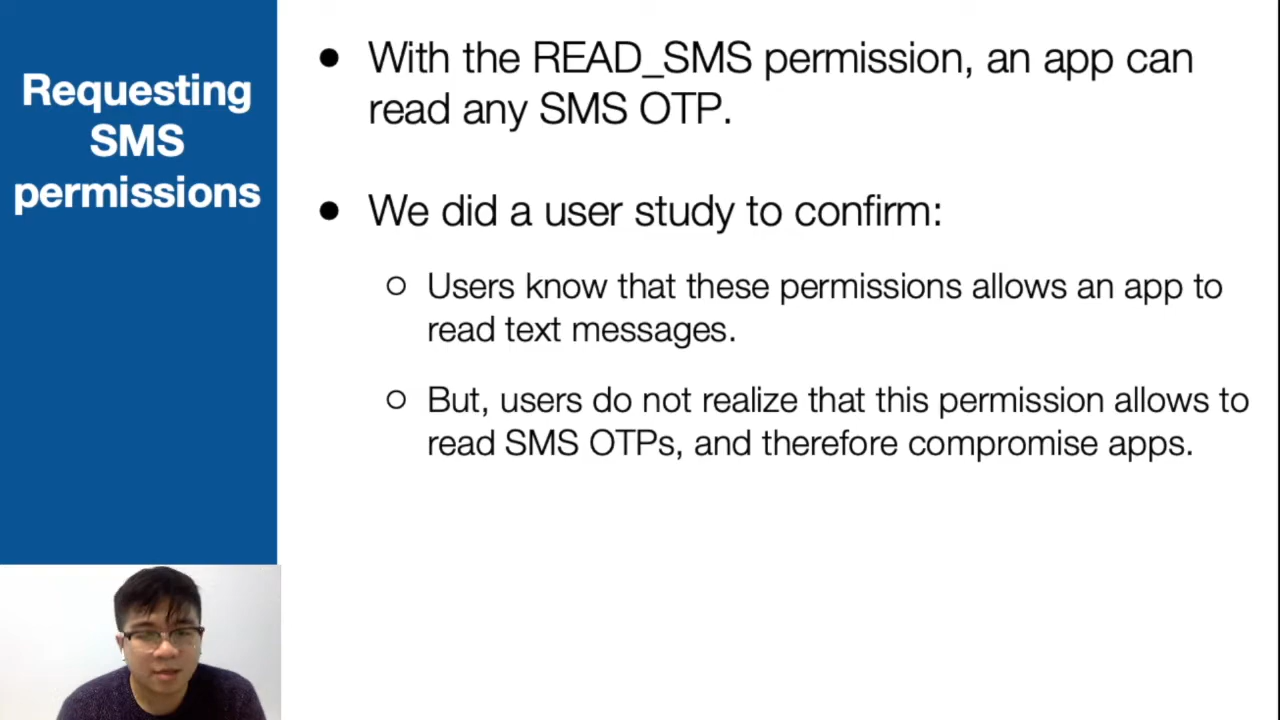 Requesting
SMS
permissions
● With the READ_SMS permission, an app can
read any SMS OTP.
● We did a user study to confirm:
○ Users know that these permissions allows an app to
read text messages.
○ But, users do not realize that this permission allows to
read SMS OTPs, and therefore compromise apps.